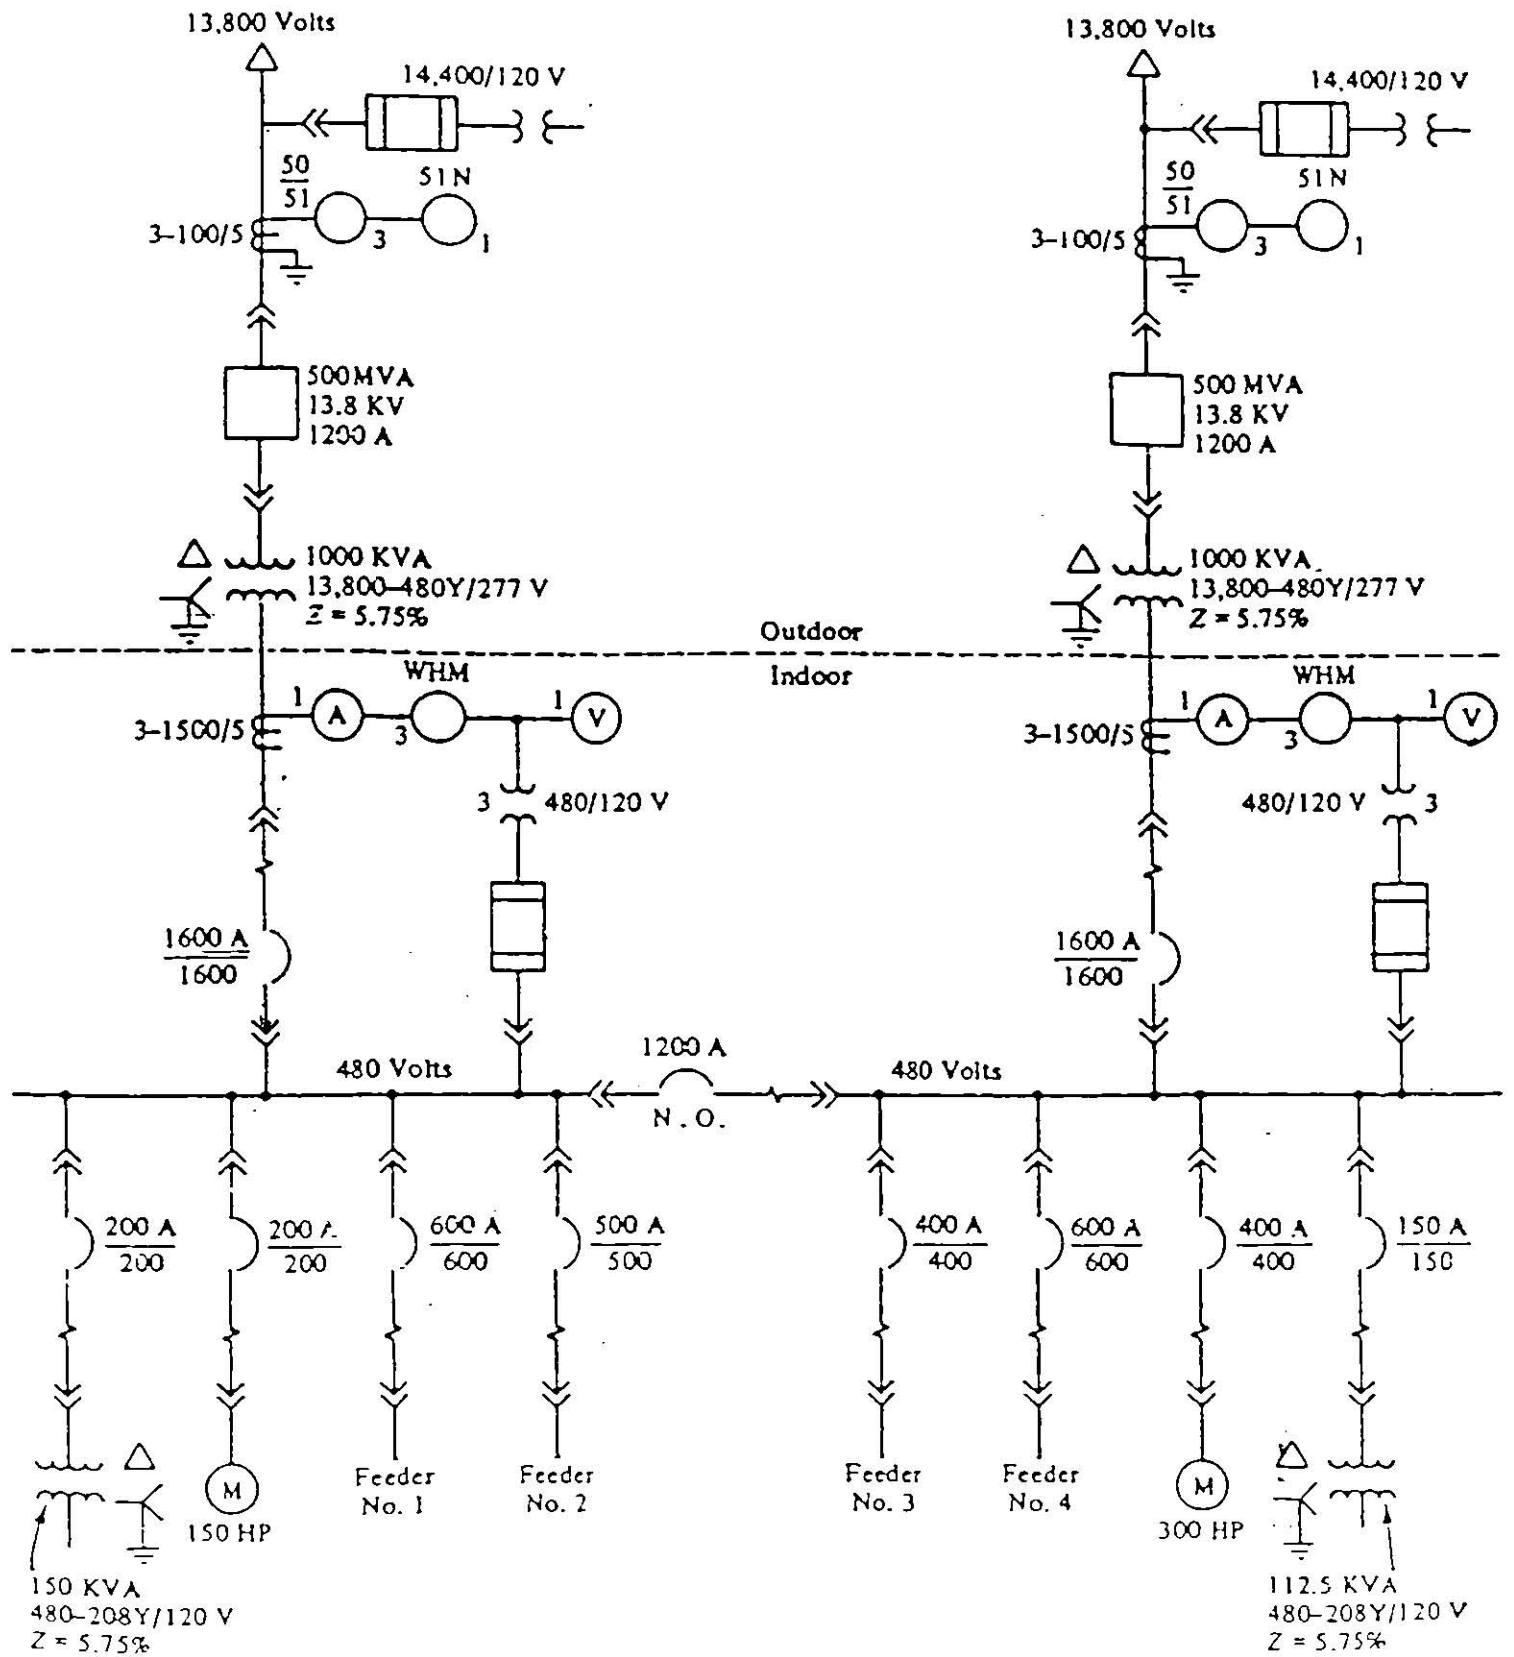 13,800 Volts
14,400/120 V
50
51
51N
3
1
3-100/5
500MVA
13.8 KV
1200 A
1000 KVA
13,800-480Y/277 V
Z = 5.75%
13,800 Volts
14,400/120 V
50
51
51N
3
1
3-100/5
500 MVA
13.8 KV
1200 A
1000 KVA
13,800-480Y/277 V
Z = 5.75%
Outdoor
Indoor
WHM
1
A
3
V
3-1500/5
3
480/120 V
1600 A
1600
WHM
1
A
3
1
V
3-1500/5
480/120 V
3
1600 A
1600
1
480 Volts
1200 A
N.O.
480 Volts
200 A
200
200 A
200
600 A
600
500 A
500
400 A
400
600 A
600
400 A
400
150 A
150
M
150 HP
Feeder
No. 1
Feeder
No. 2
Feeder
No. 3
Feeder
No. 4
M
300 HP
150 KVA
480-208Y/120 V
Z = 5.75%
112.5 KVA
480-208Y/120 V
Z = 5.75%